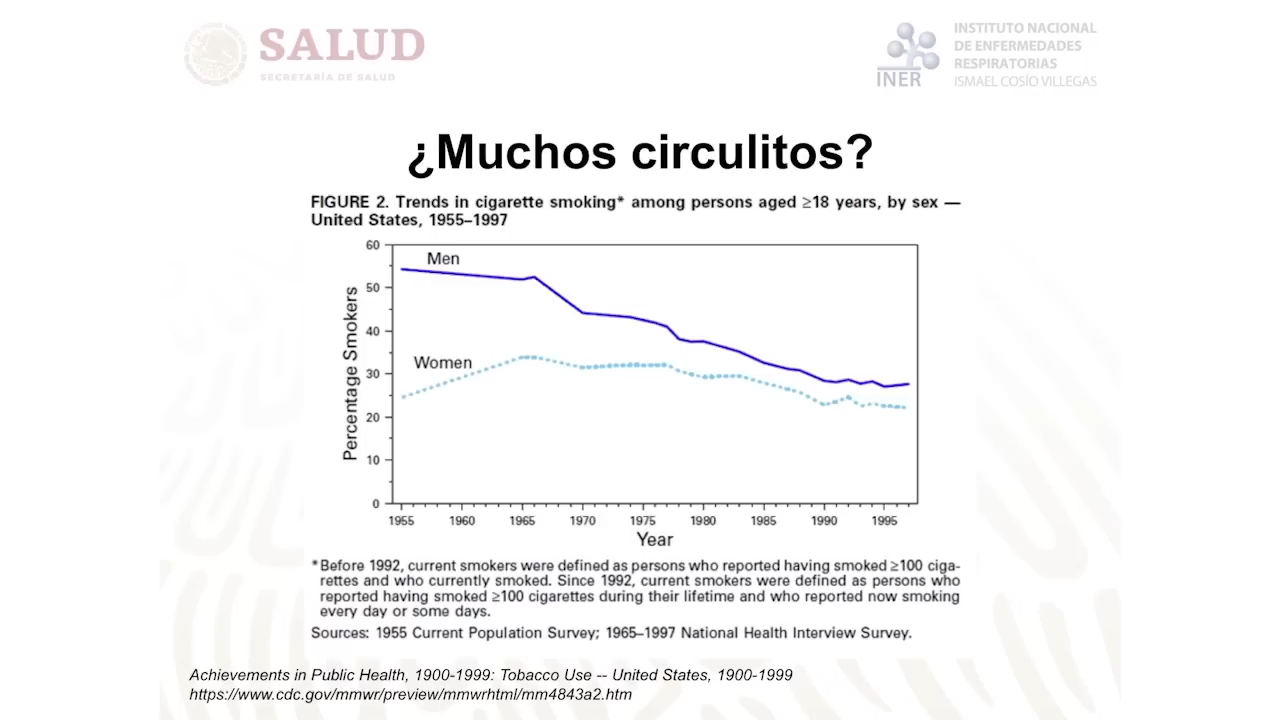 SALUD
SECRETARÍA DE SALUD
INER
INSTITUTO NACIONAL
DE ENFERMEDADES
RESPIRATORIAS
ISMAEL COSÍO VILLEGAS
¿Muchos circulitos?
FIGURE 2. Trends in cigarette smoking* among persons aged ≥18 years, by sex —
United States, 1955–1997
60
50
40
30
20
10
0
Percentage Smokers
Men
Women
1955 1960 1965 1970 1975 1980 1985 1990 1995
Year
*Before 1992, current smokers were defined as persons who reported having smoked ≥100 ciga-
rettes and who currently smoked. Since 1992, current smokers were defined as persons who
reported having smoked ≥100 cigarettes during their lifetime and who reported now smoking
every day or some days.
Sources: 1955 Current Population Survey; 1965–1997 National Health Interview Survey.
Achievements in Public Health, 1900-1999: Tobacco Use -- United States, 1900-1999
https://www.cdc.gov/mmwr/preview/mmwrhtml/mm4843a2.htm